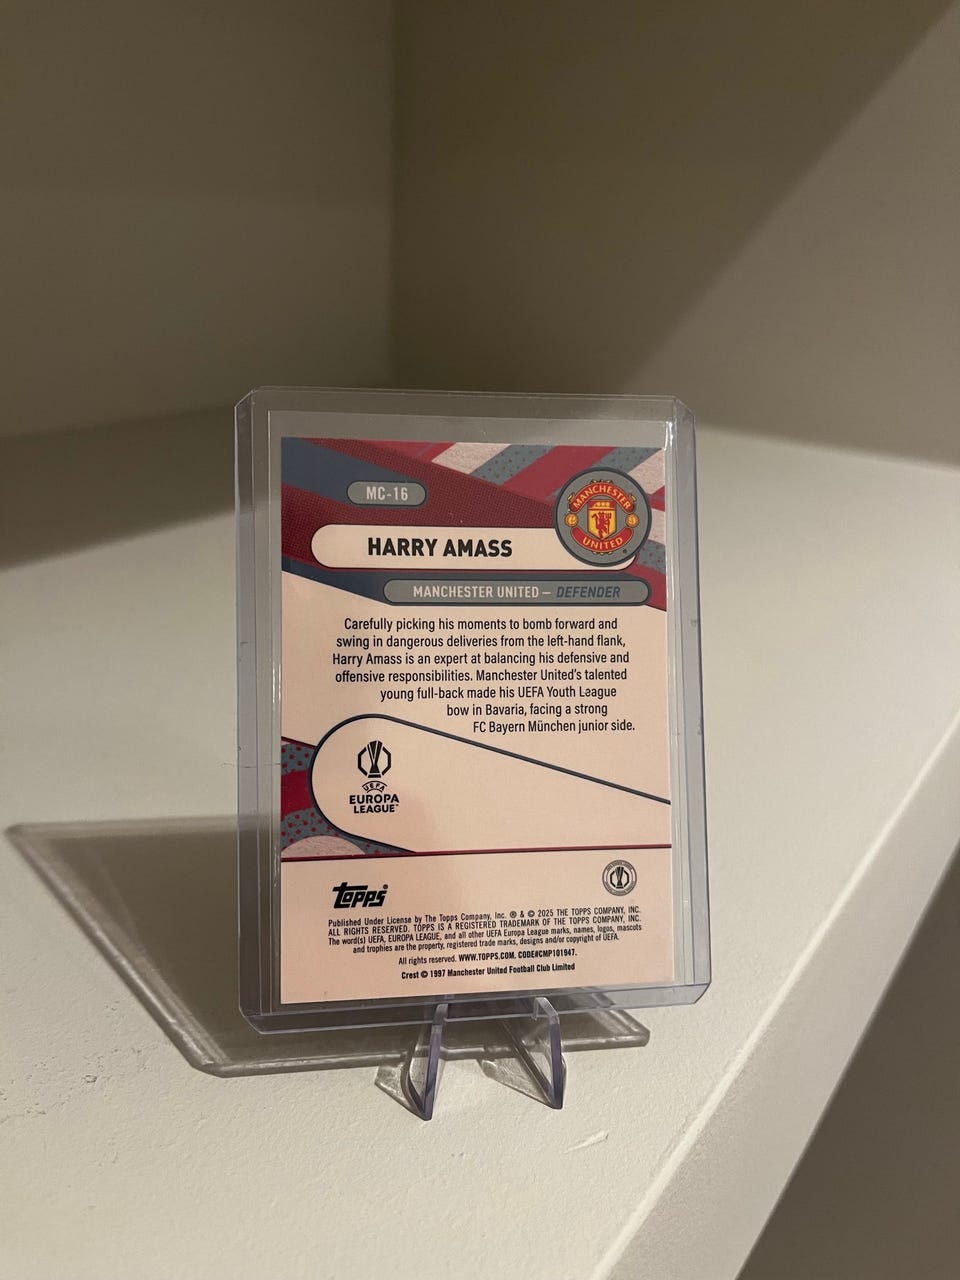 MC-16
MANCHESTER
UNITED
HARRY AMASS
MANCHESTER UNITED – DEFENDER
Carefully picking his moments to bomb forward and
swing in dangerous deliveries from the left-hand flank,
Harry Amass is an expert at balancing his defensive and
offensive responsibilities. Manchester United's talented
young full-back made his UEFA Youth League
bow in Bavaria, facing a strong
FC Bayern München junior side.
UEFA
EUROPA
LEAGUE
topps
Published Under License by The Topps Company, Inc. ® & © 2025 THE TOPPS COMPANY, INC.
ALL RIGHTS RESERVED. TOPPS IS A REGISTERED TRADEMARK OF THE TOPPS COMPANY, INC.
The word(s) UEFA, EUROPA LEAGUE, and all other UEFA Europa League marks, names, logos, mascots
and trophies are the property, registered trade marks, designs and/or copyright of UEFA.
All rights reserved. WWW.TOPPS.COM. CODE#CMP101947.
Crest © 1997 Manchester United Football Club Limited